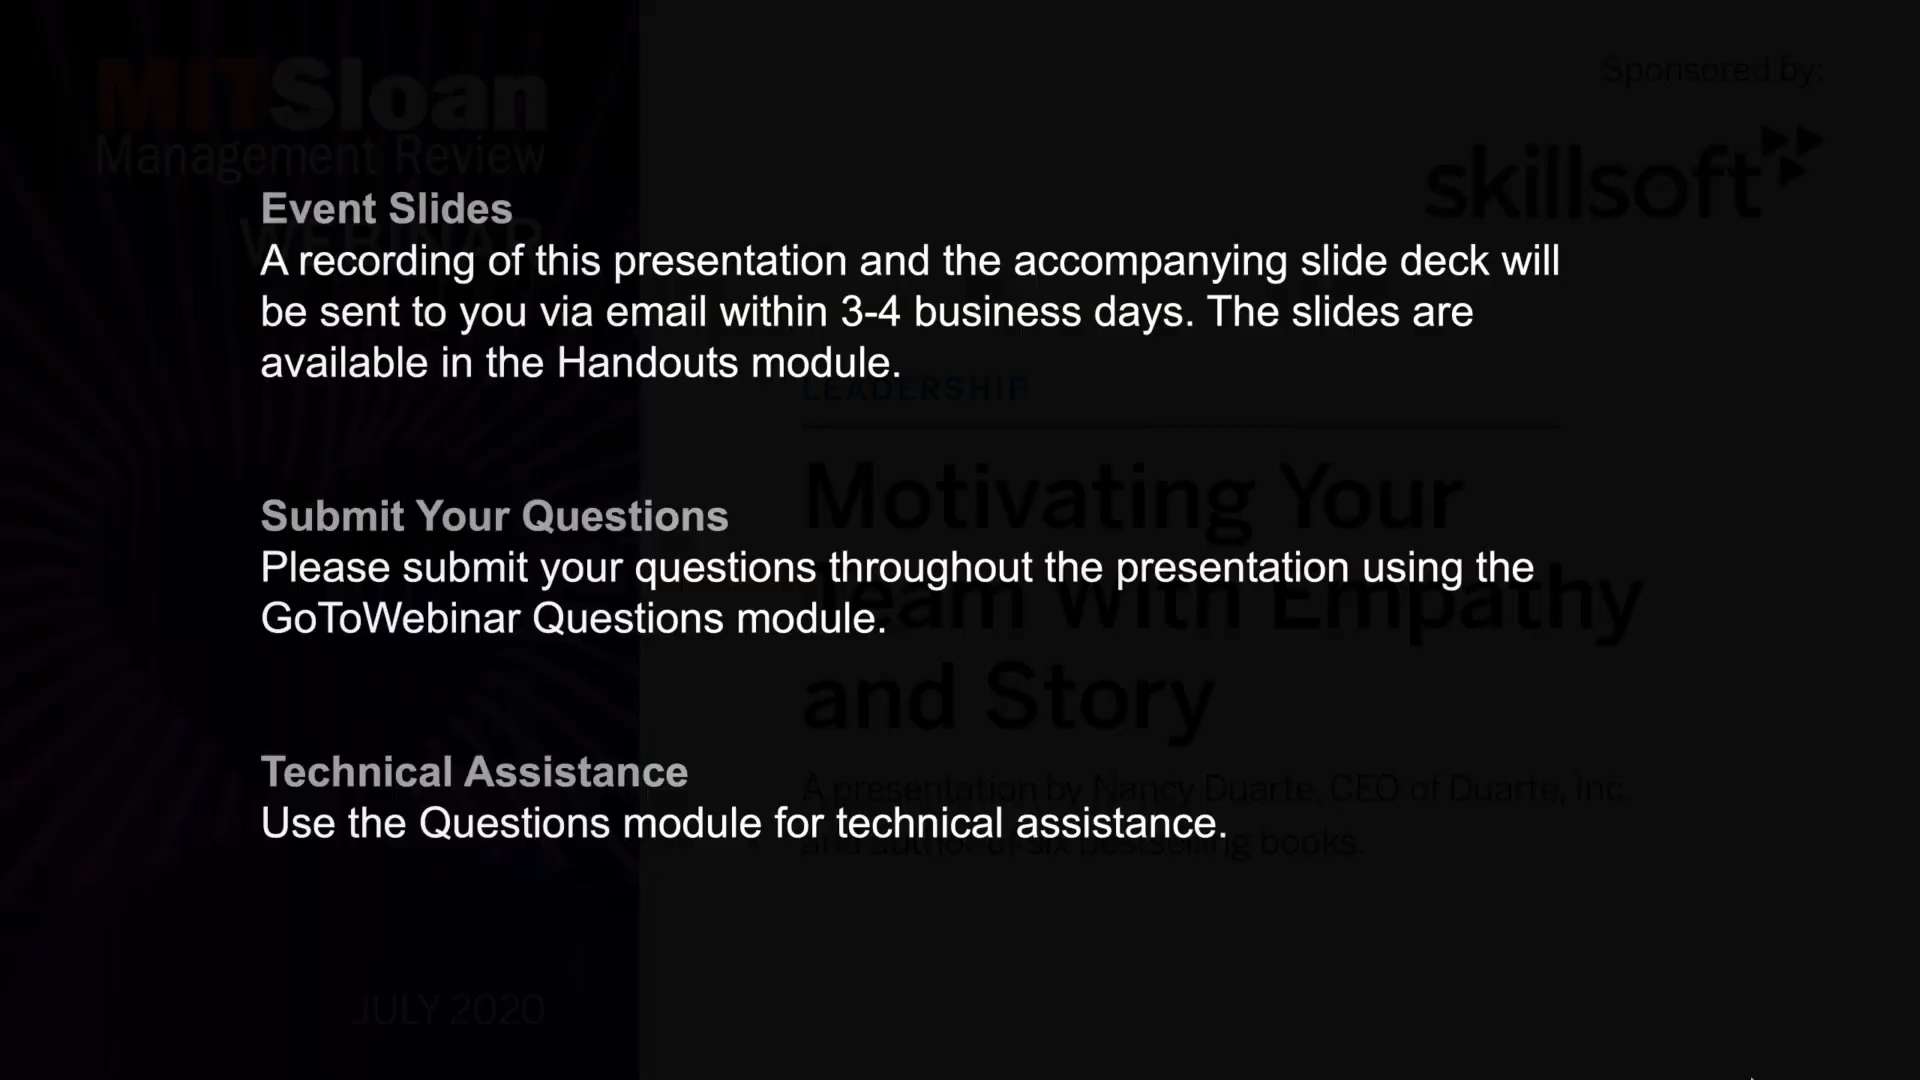 MITSloan
Management Review
WEBINAR
Sponsored by:
skillsoft
Event Slides
A recording of this presentation and the accompanying slide deck will
be sent to you via email within 3-4 business days. The slides are
available in the Handouts module.
LEADERSHIP
Motivating Your
Team With Empathy
and Story
Submit Your Questions
Please submit your questions throughout the presentation using the
GoToWebinar Questions module.
A presentation by Nancy Duarte, CEO of Duarte, Inc.
and author of six bestselling books.
Technical Assistance
Use the Questions module for technical assistance.
JULY 2020